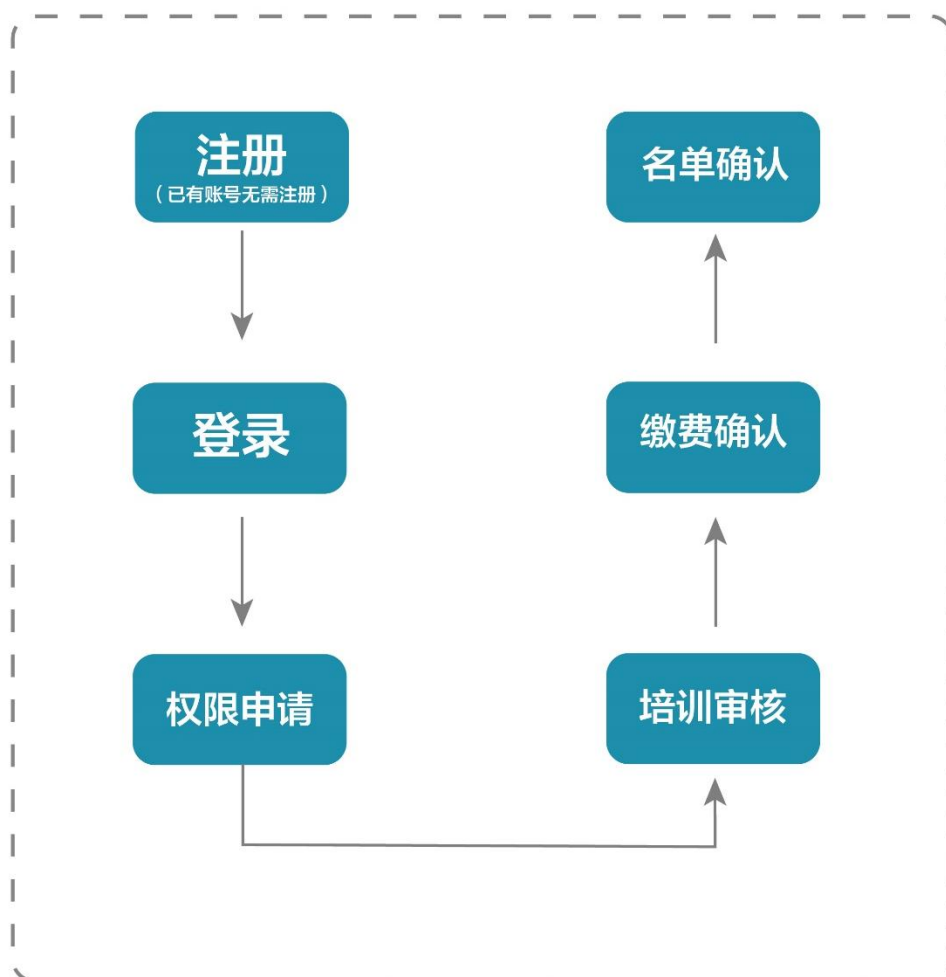 注册
（已有账号无需注册）
登录
权限申请
培训审核
缴费确认
名单确认